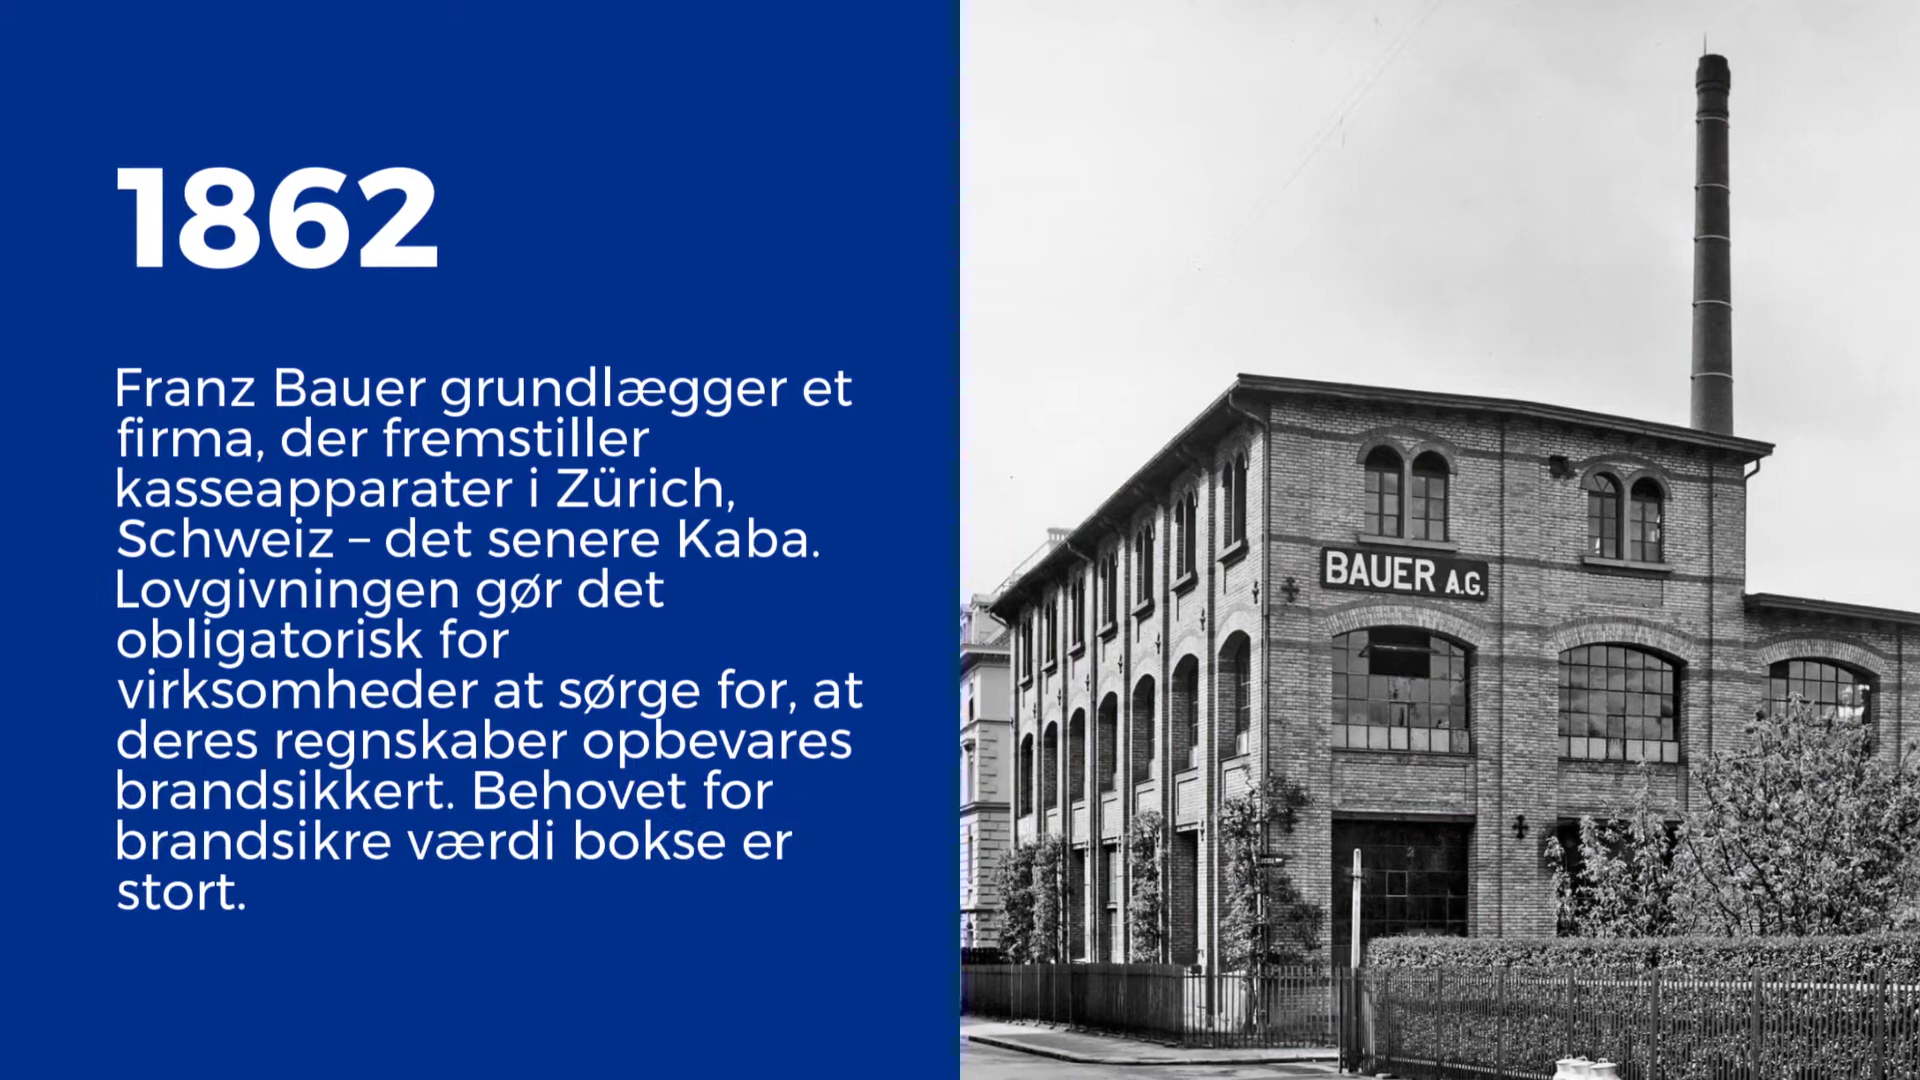 1862
Franz Bauer grundlægger et
firma, der fremstiller
kasseapparater i Zürich,
Schweiz – det senere Kaba.
Lovgivningen gør det
obligatorisk for
virksomheder at sørge for, at
deres regnskaber opbevares
brandsikkert. Behovet for
brandsikre værdi bokse er
stort.
BAUER A.G.